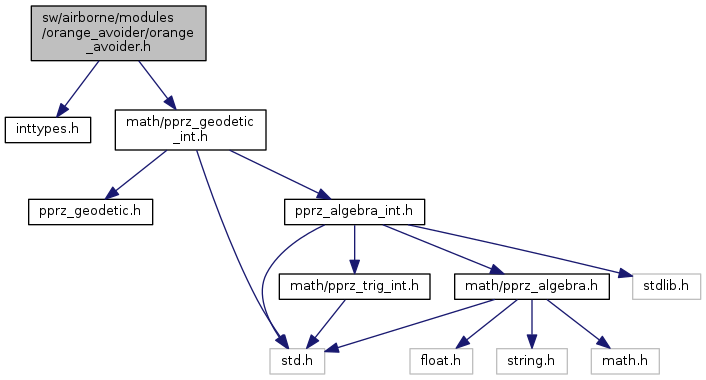 sw/airborne/modules
/orange_avoider/orange
_avoider.h
inttypes.h
math/pprz_geodetic
_int.h
pprz_geodetic.h
pprz_algebra_int.h
math/pprz_trig_int.h
math/pprz_algebra.h
stdlib.h
std.h
float.h
string.h
math.h